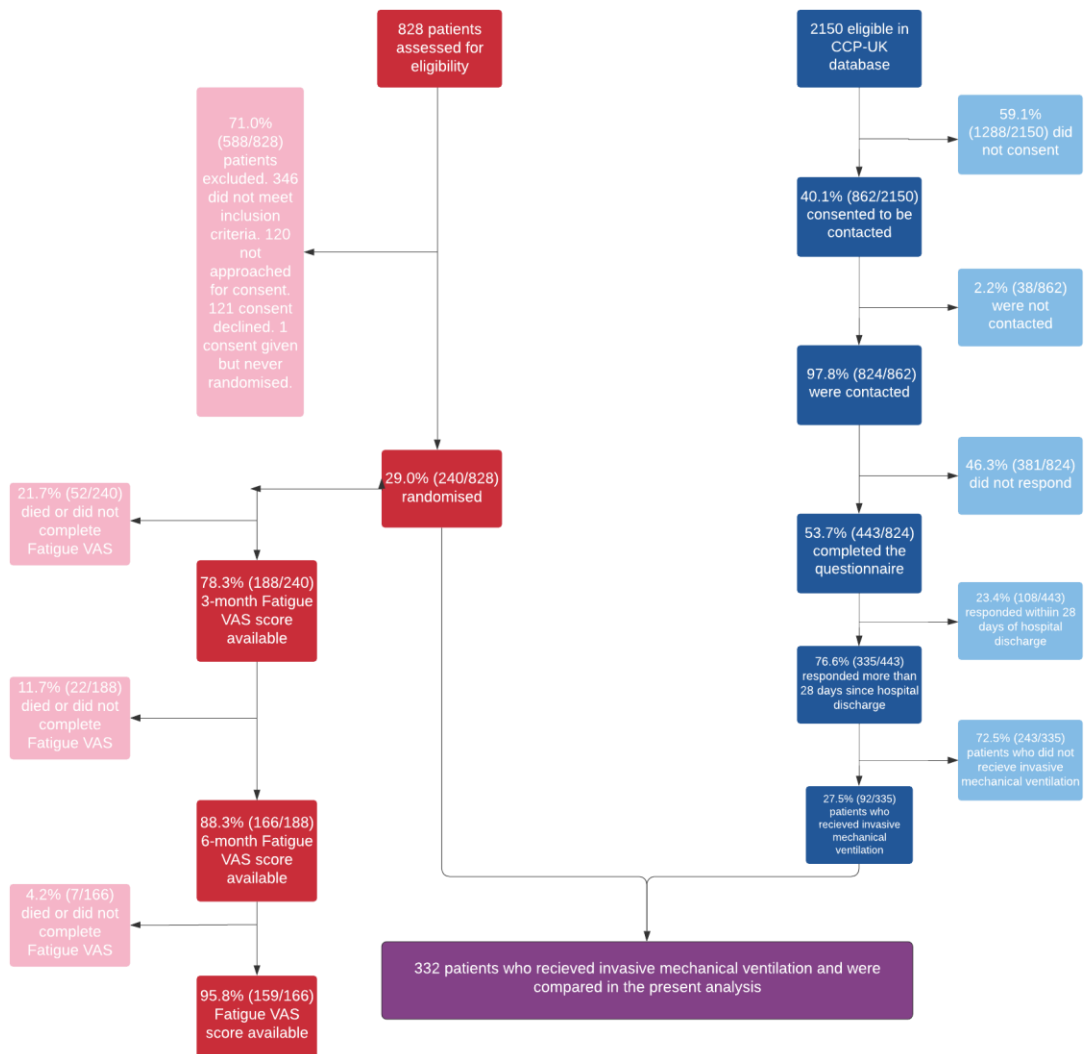 828 patients
assessed for
eligibility
71.0%
(588/828)
patients
excluded. 346
did not meet
inclusion
criteria. 120
not
approached
for consent.
121 consent
declined. 1
consent given
but never
randomised.
29.0% (240/828)
randomised
21.7% (52/240)
died or did not
complete
Fatigue VAS
78.3% (188/240)
3-month Fatigue
VAS score
available
11.7% (22/188)
died or did not
complete
Fatigue VAS
88.3% (166/188)
6-month Fatigue
VAS score
available
4.2% (7/166)
died or did not
complete
Fatigue VAS
95.8% (159/166)
Fatigue VAS
score available
2150 eligible in
CCP-UK
database
59.1%
(1288/2150) did
not consent
40.1% (862/2150)
consented to be
contacted
2.2% (38/862)
were not
contacted
97.8% (824/862)
were contacted
46.3% (381/824)
did not respond
53.7% (443/824)
completed the
questionnaire
23.4% (108/443)
responded withiin 28
days of hospital
discharge
76.6% (335/443)
responded more than
28 days since hospital
discharge
72.5% (243/335)
patients who did not
recieve invasive
mechanical ventilation
27.5% (92/335)
patients who
recieved invasive
mechanical
ventilation
332 patients who recieved invasive mechanical ventilation and were
compared in the present analysis